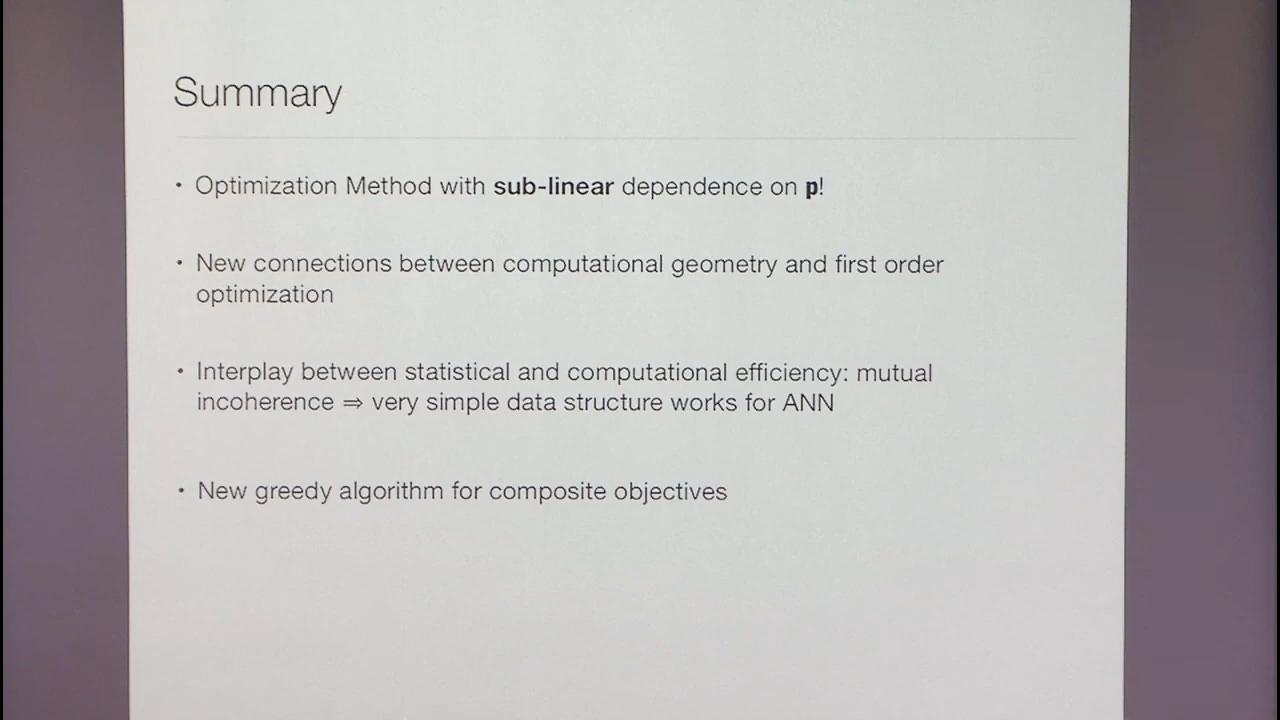 Summary
• Optimization Method with sub-linear dependence on p!
• New connections between computational geometry and first order
optimization
• Interplay between statistical and computational efficiency: mutual
incoherence ⇒ very simple data structure works for ANN
• New greedy algorithm for composite objectives